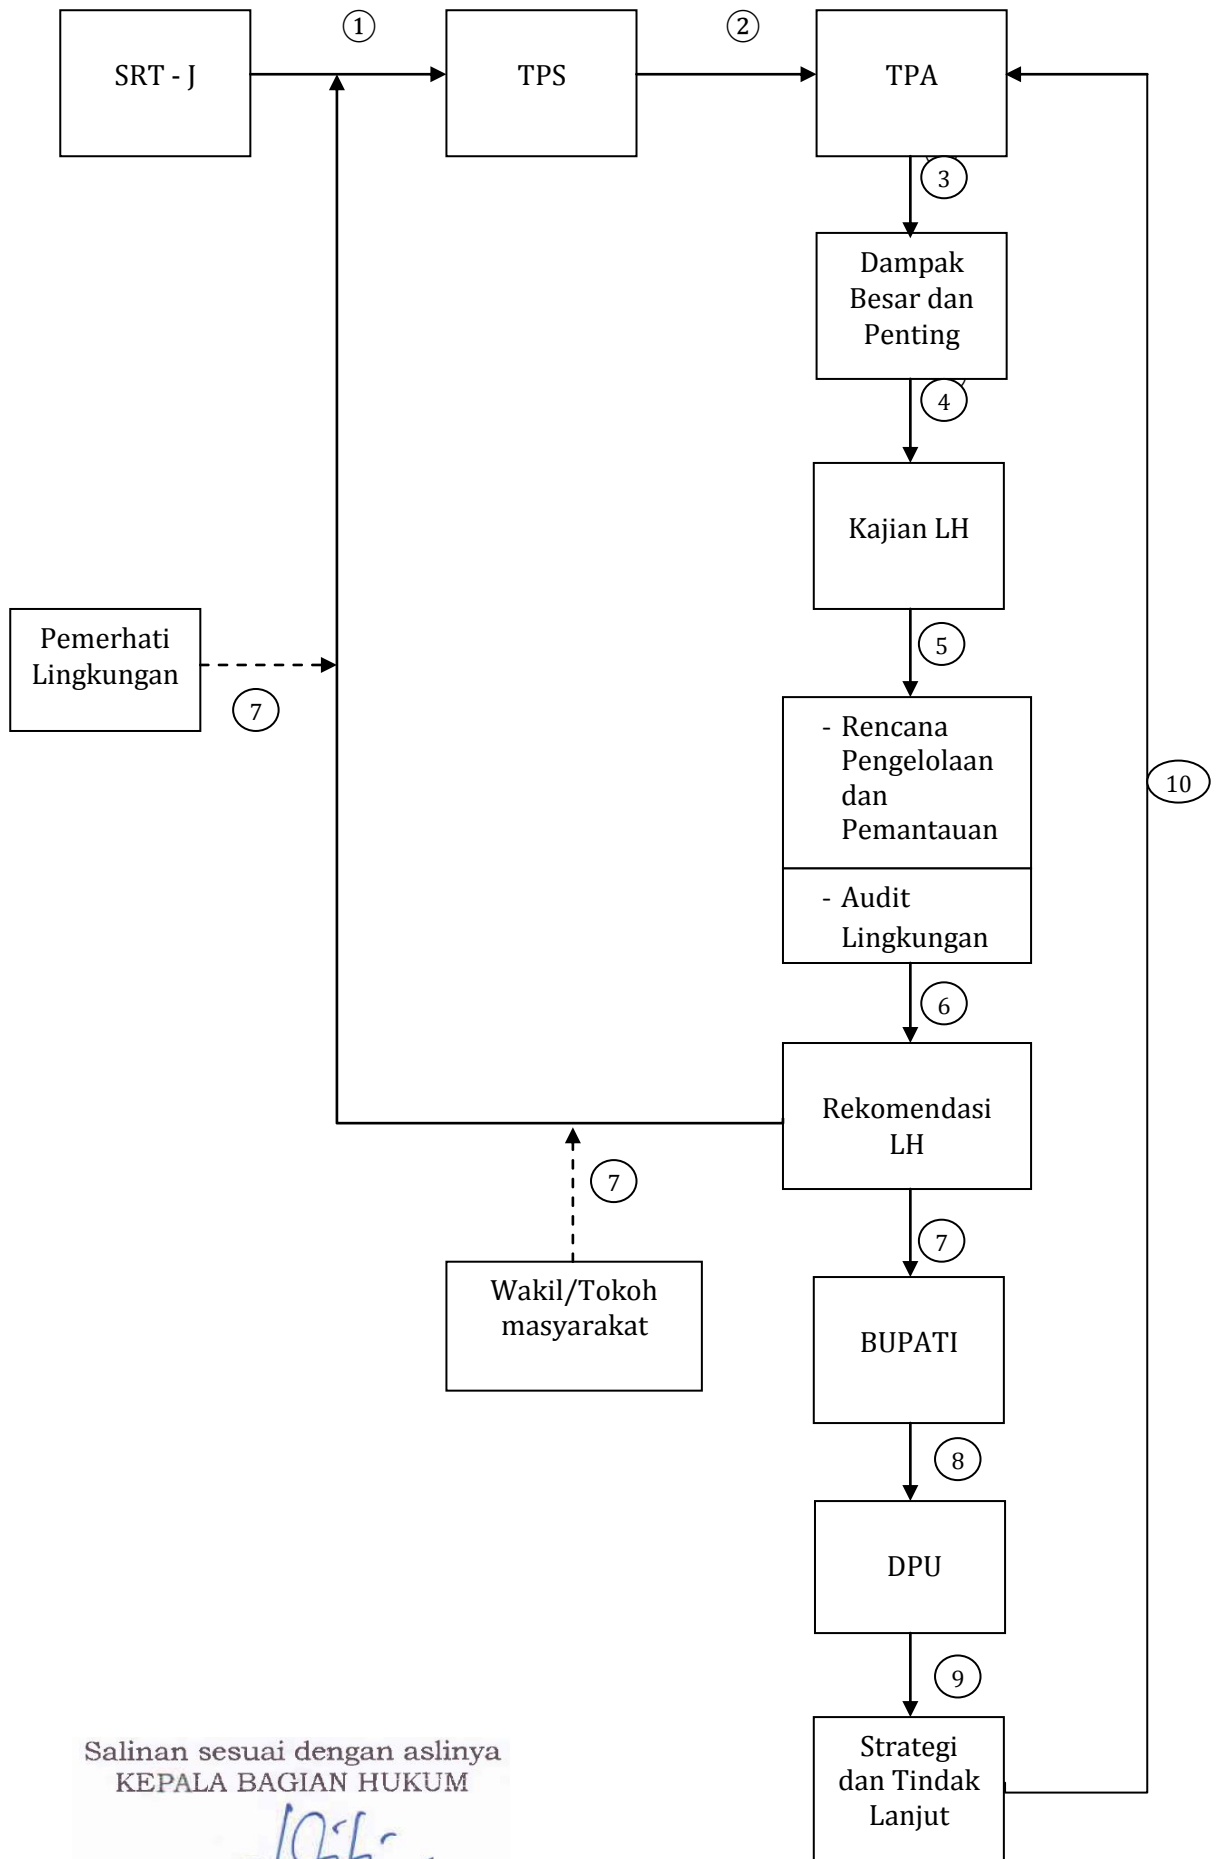 ①
②
SRT - J
TPS
TPA
3
Dampak
Besar dan
Penting
4
Kajian LH
5
Pemerhati
Lingkungan
7
- Rencana
Pengelolaan
dan
Pemantauan
10
- Audit
Lingkungan
6
Rekomendasi
LH
7
7
Wakil/Tokoh
masyarakat
BUPATI
8
DPU
9
Strategi
dan Tindak
Lanjut
Salinan sesuai dengan aslinya
KEPALA BAGIAN HUKUM